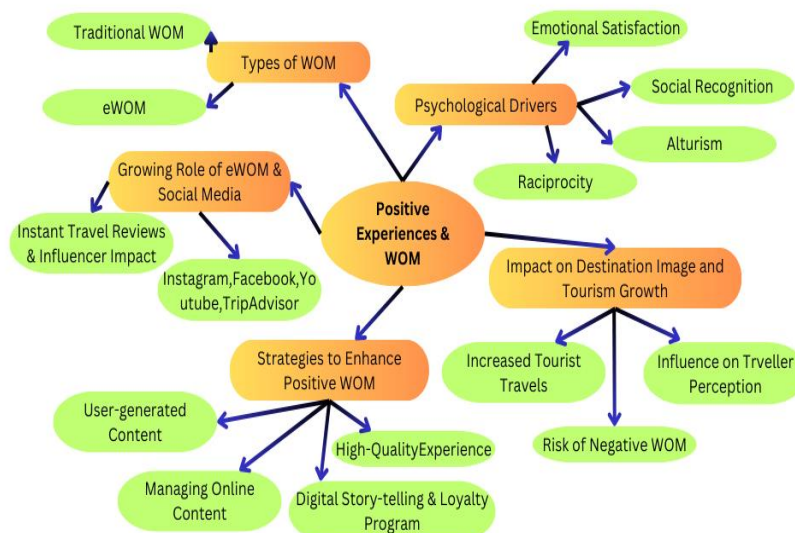 Traditional WOM
Types of WOM
eWOM
Emotional Satisfaction
Psychological Drivers
Social Recognition
Alturism
Raciprocity
Growing Role of eWOM &
Social Media
Instant Travel Reviews
& Influencer Impact
Instagram,Facebook,Yo
utube,TripAdvisor
Positive
Experiences &
WOM
Impact on Destination Image and
Tourism Growth
Increased Tourist
Travels
Influence on Trveller
Perception
Risk of Negative WOM
Strategies to Enhance
Positive WOM
User-generated
Content
High-QualityExperience
Managing Online
Content
Digital Story-telling & Loyalty
Program